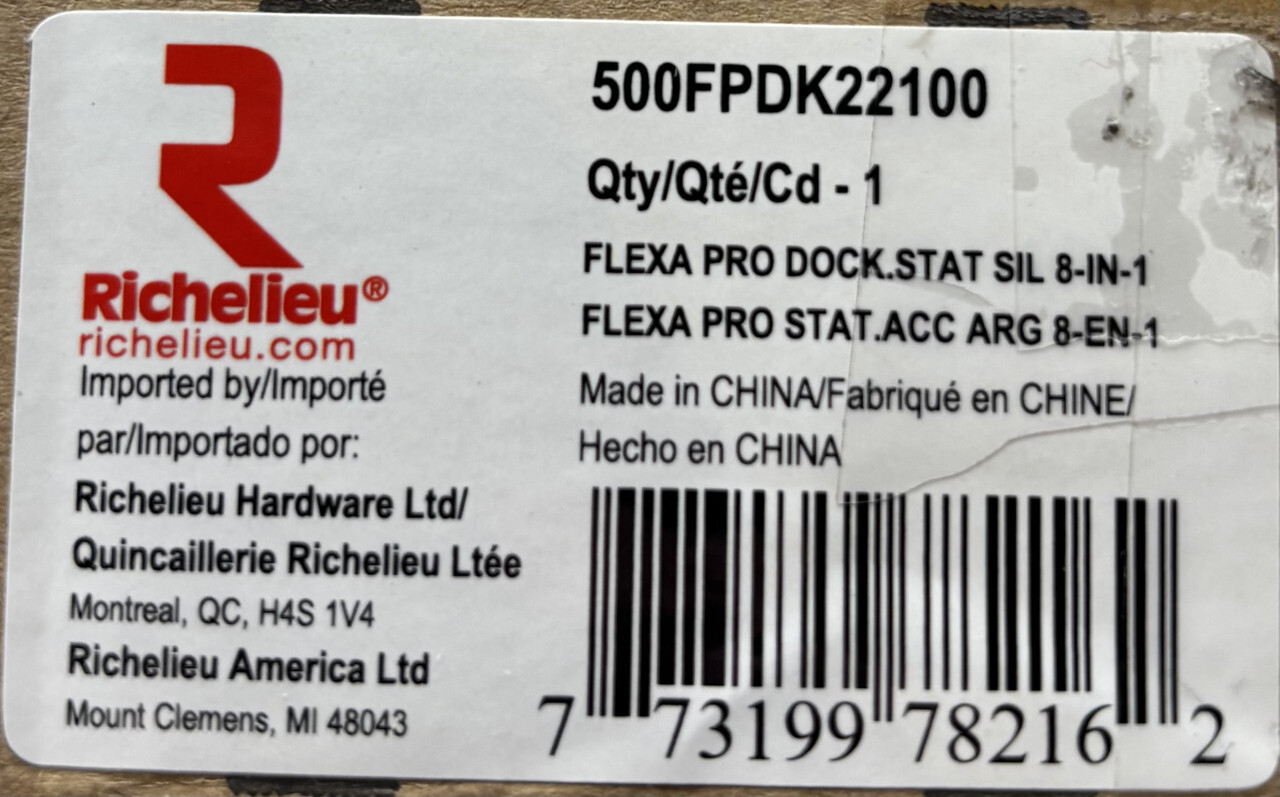 Richelieu®
richelieu.com
Imported by/Importé
par/Importado por:
Richelieu Hardware Ltd/
Quincaillerie Richelieu Ltée
Montreal, QC, H4S 1V4
Richelieu America Ltd
Mount Clemens, MI 48043
500FPDK22100
Qty/Qté/Cd - 1
FLEXA PRO DOCK.STAT SIL 8-IN-1
FLEXA PRO STAT.ACC ARG 8-EN-1
Made in CHINA/Fabriqué en CHINE/
Hecho en CHINA
7 73199 78216 2